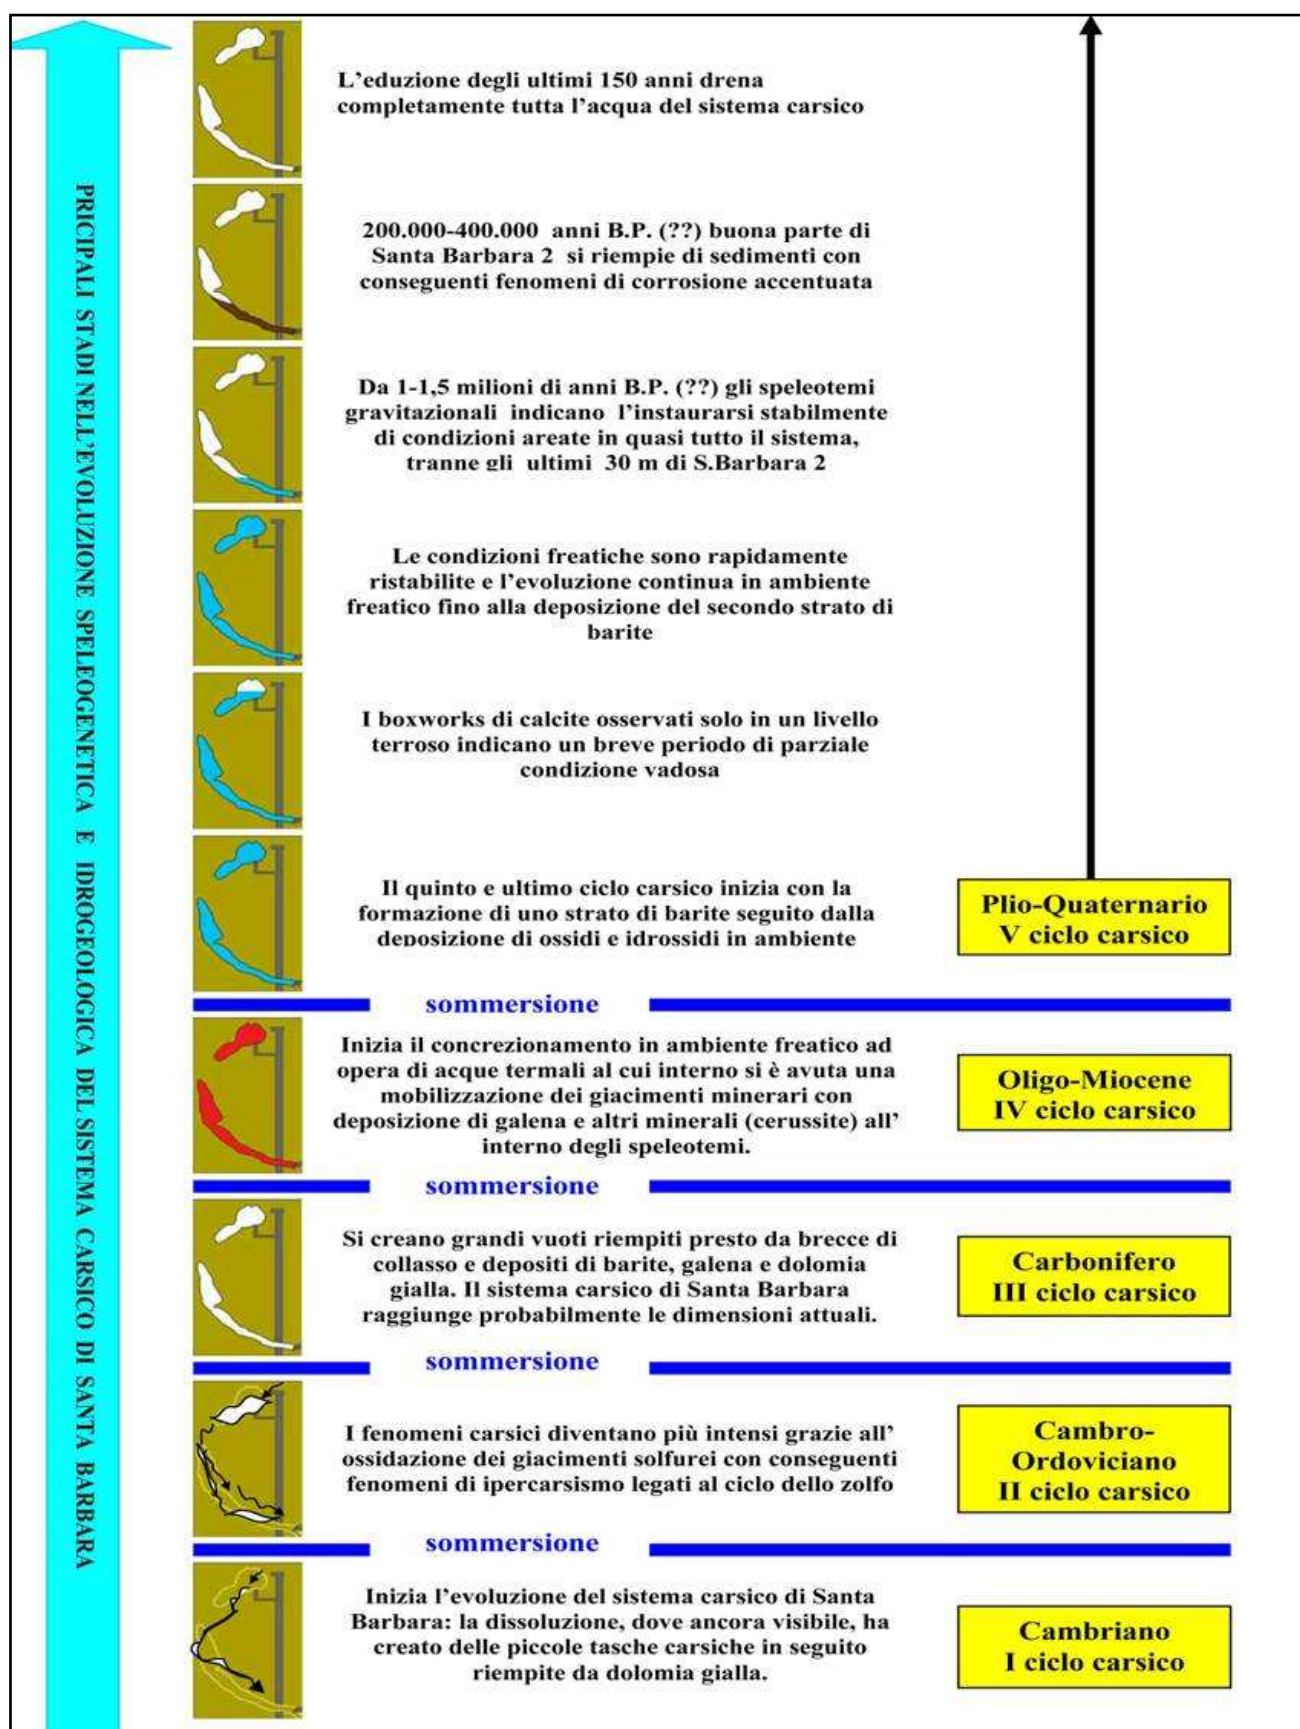 PRICIPALI STADI NELL'EVOLUZIONE SPELEOGENETICA E IDROGEOLOGICA DEL SISTEMA CARSICO DI SANTA BARBARA
L'eduzione degli ultimi 150 anni drena
completamente tutta l'acqua del sistema carsico
200.000-400.000 anni B.P. (??) buona parte di
Santa Barbara 2 si riempie di sedimenti con
conseguenti fenomeni di corrosione accentuata
Da 1-1,5 milioni di anni B.P. (??) gli speleotemi
gravitazionali indicano l'instaurarsi stabilmente
di condizioni areate in quasi tutto il sistema,
tranne gli ultimi 30 m di S.Barbara 2
Le condizioni freatiche sono rapidamente
ristabilite e l'evoluzione continua in ambiente
freatico fino alla deposizione del secondo strato di
barite
I boxworks di calcite osservati solo in un livello
terroso indicano un breve periodo di parziale
condizione vadosa
Il quinto e ultimo ciclo carsico inizia con la
formazione di uno strato di barite seguito dalla
deposizione di ossidi e idrossidi in ambiente
Plio-Quaternario
V ciclo carsico
sommersione
Inizia il concrezionamento in ambiente freatico ad
opera di acque termali al cui interno si è avuta una
mobilizzazione dei giacimenti minerari con
deposizione di galena e altri minerali (cerussite) all'
interno degli speleotemi.
Oligo-Miocene
IV ciclo carsico
sommersione
Si creano grandi vuoti riempiti presto da brecce di
collasso e depositi di barite, galena e dolomia
gialla. Il sistema carsico di Santa Barbara
raggiunge probabilmente le dimensioni attuali.
Carbonifero
III ciclo carsico
sommersione
I fenomeni carsici diventano più intensi grazie all'
ossidazione dei giacimenti solfurei con conseguenti
fenomeni di ipercarsismo legati al ciclo dello zolfo
Cambro-
Ordoviciano
II ciclo carsico
sommersione
Inizia l'evoluzione del sistema carsico di Santa
Barbara: la dissoluzione, dove ancora visibile, ha
creato delle piccole tasche carsiche in seguito
riempite da dolomia gialla.
Cambriano
I ciclo carsico